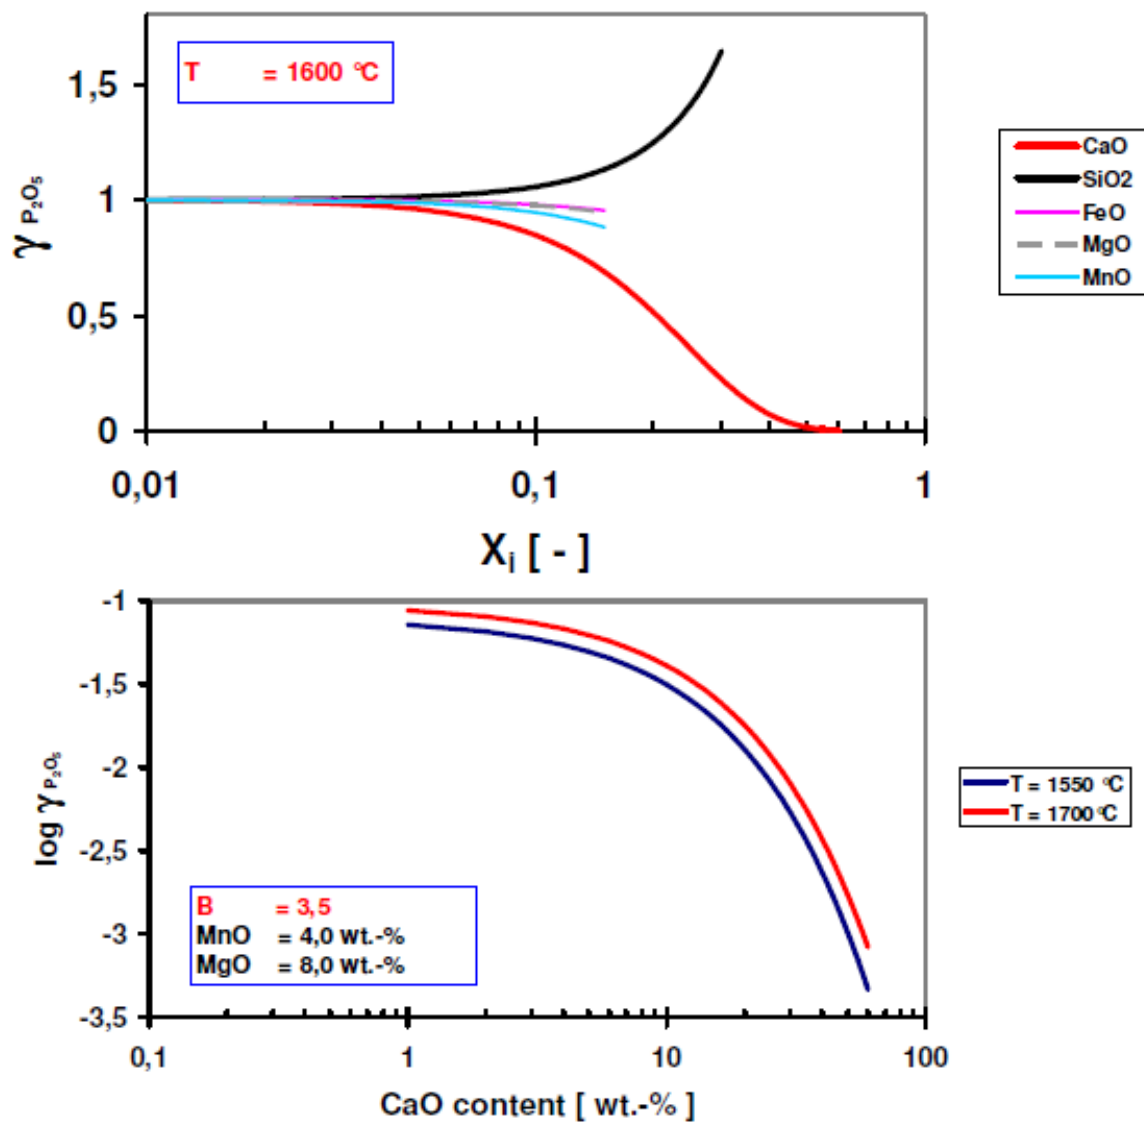 1,5
1
0,5
0
γ P₂O₅
T = 1600 °C
CaO
SiO2
FeO
MgO
MnO
0,01 0,1 1
Xᵢ [ - ]
-1
-1,5
-2
-2,5
-3
-3,5
log γ P₂O₅
T = 1550 °C
T = 1700°C
B = 3,5
MnO = 4,0 wt.-%
MgO = 8,0 wt.-%
0,1 1 10 100
CaO content [ wt.-% ]